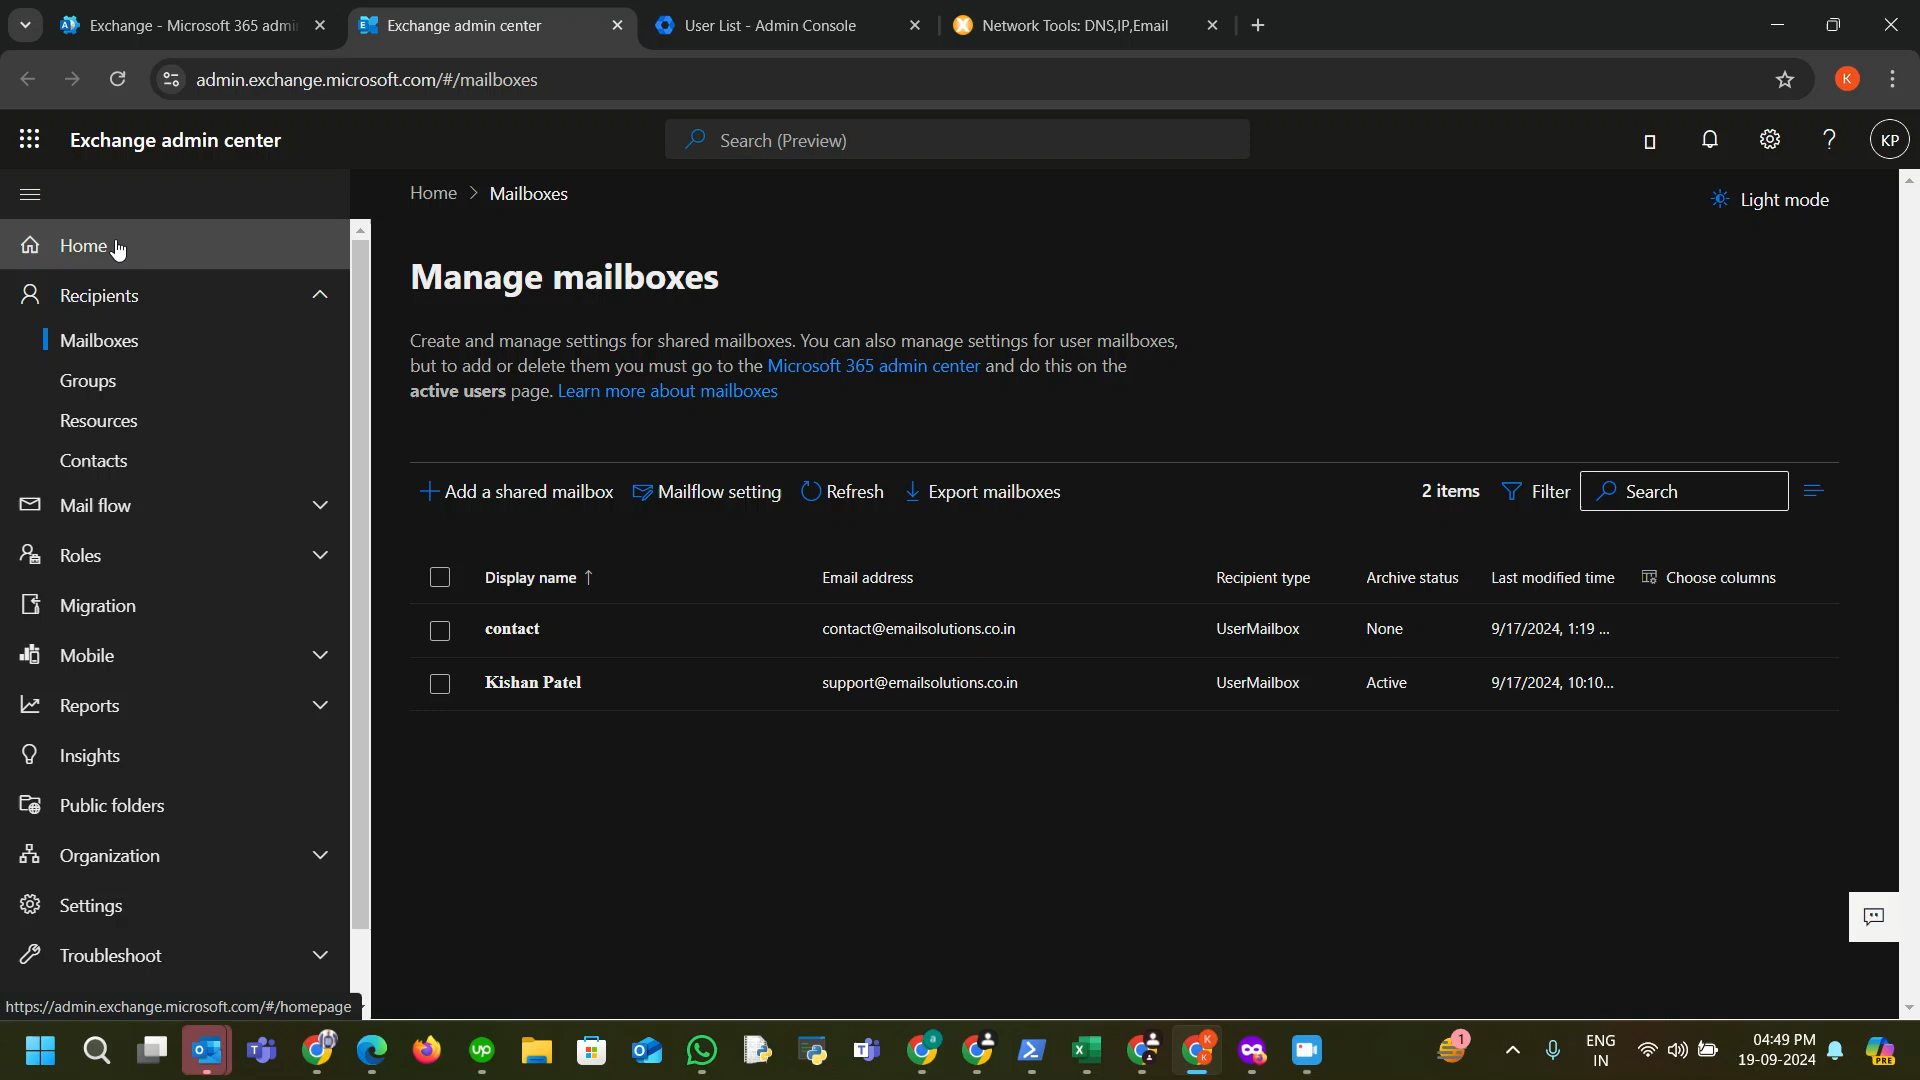 Exchange - Microsoft 365 admi
Exchange admin center
User List - Admin Console
Network Tools: DNS,IP,Email
admin.exchange.microsoft.com/#/mailboxes
K
Exchange admin center
Search (Preview)
KP
Home > Mailboxes
Light mode
Home
Recipients
Mailboxes
Groups
Resources
Contacts
Mail flow
Roles
Migration
Mobile
Reports
Insights
Public folders
Organization
Settings
Troubleshoot
Manage mailboxes
Create and manage settings for shared mailboxes. You can also manage settings for user mailboxes,
but to add or delete them you must go to the Microsoft 365 admin center and do this on the
active users page. Learn more about mailboxes
Add a shared mailbox Mailflow setting Refresh Export mailboxes
2 items Filter Search
Display name ↑ Email address Recipient type Archive status Last modified time Choose columns
contact contact@emailsolutions.co.in UserMailbox None 9/17/2024, 1:19 ...
Kishan Patel support@emailsolutions.co.in UserMailbox Active 9/17/2024, 10:10...
https://admin.exchange.microsoft.com/#/homepage
1
ENG
IN
04:49 PM
19-09-2024
PRE